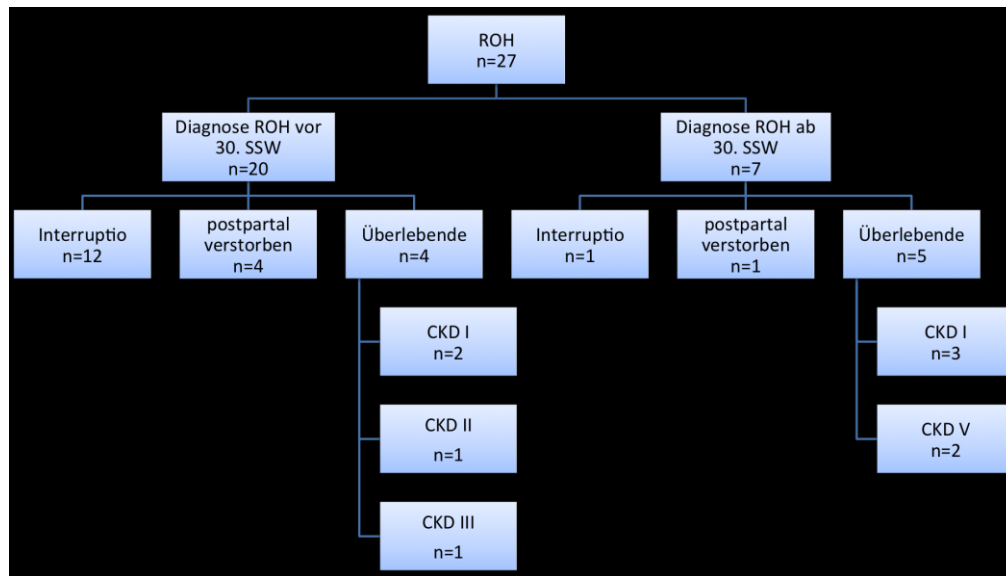 ROH
n=27
Diagnose ROH vor
30. SSW
n=20
Diagnose ROH ab
30. SSW
n=7
Interruptio
n=12
postpartal
verstorben
n=4
Überlebende
n=4
Interruptio
n=1
postpartal
verstorben
n=1
Überlebende
n=5
CKD I
n=2
CKD II
n=1
CKD III
n=1
CKD I
n=3
CKD V
n=2